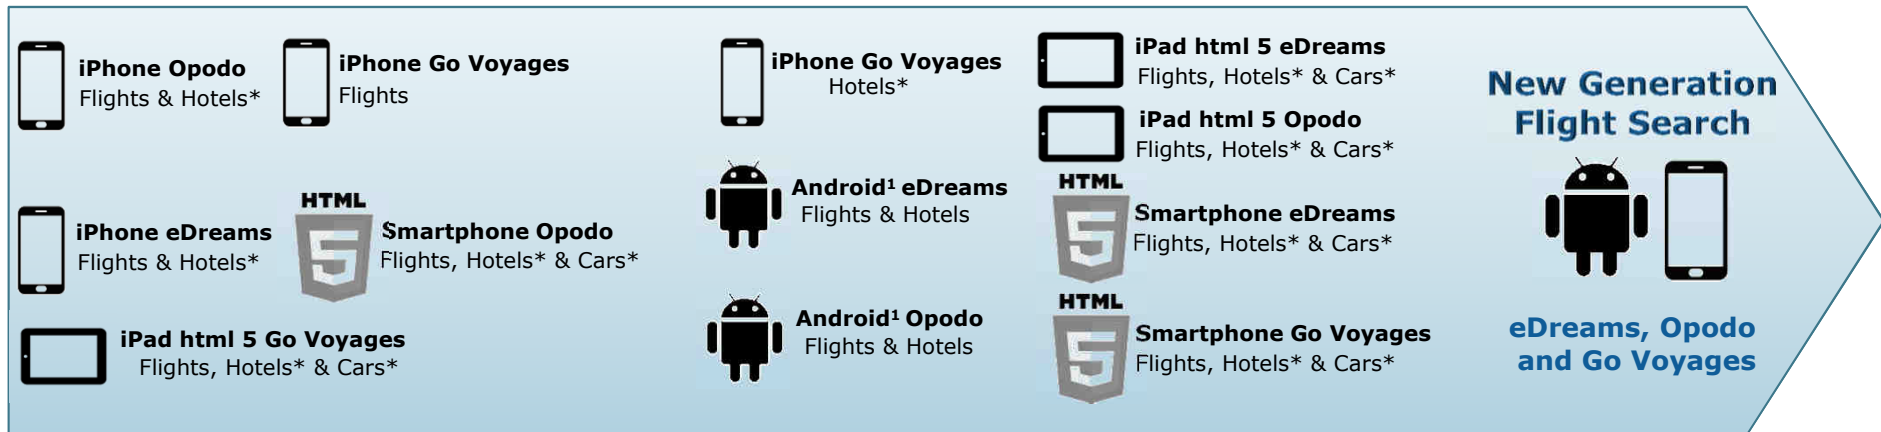 iPhone Opodo
Flights & Hotels*
iPhone Go Voyages
Flights
iPhone eDreams
Flights & Hotels*
HTML
5
Smartphone Opodo
Flights, Hotels* & Cars*
iPad html 5 Go Voyages
Flights, Hotels* & Cars*
iPhone Go Voyages
Hotels*
Android¹ eDreams
Flights & Hotels
Android¹ Opodo
Flights & Hotels
iPad html 5 eDreams
Flights, Hotels* & Cars*
iPad html 5 Opodo
Flights, Hotels* & Cars*
HTML
5
Smartphone eDreams
Flights, Hotels* & Cars*
HTML
5
Smartphone Go Voyages
Flights, Hotels* & Cars*
New Generation
Flight Search
eDreams, Opodo
and Go Voyages